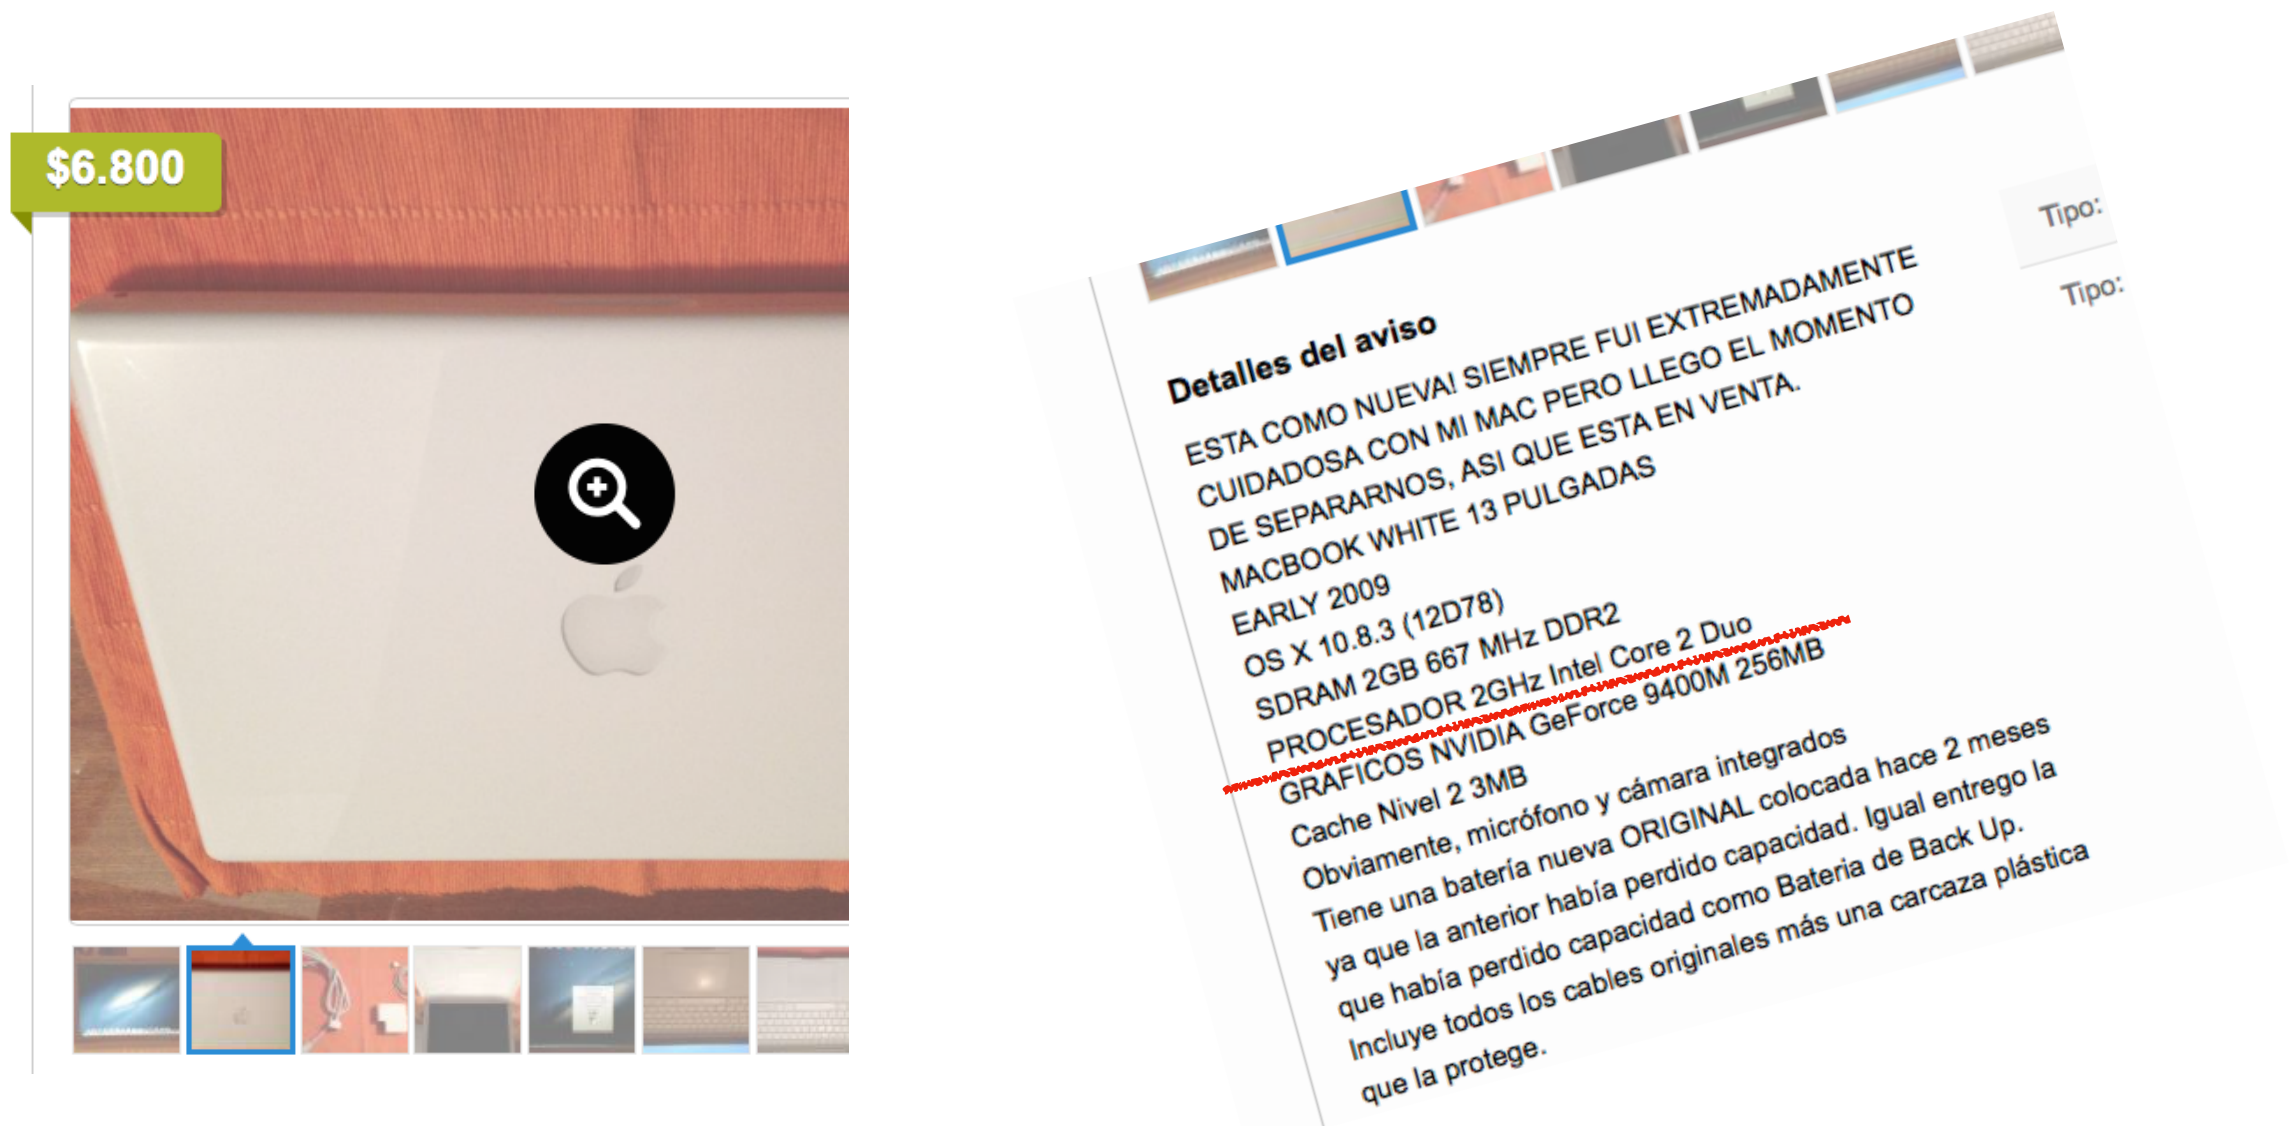 $6.800
Tipo:
Tipo:
Detalles del aviso
ESTA COMO NUEVA! SIEMPRE FUI EXTREMADAMENTE
CUIDADOSA CON MI MAC PERO LLEGO EL MOMENTO
DE SEPARARNOS, ASI QUE ESTA EN VENTA.
MACBOOK WHITE 13 PULGADAS
EARLY 2009
OS X 10.8.3 (12D78)
SDRAM 2GB 667 MHz DDR2
PROCESADOR 2GHz Intel Core 2 Duo
GRAFICOS NVIDIA GeForce 9400M 256MB
Cache Nivel 2 3MB
Obviamente, micrófono y cámara integrados
Tiene una batería nueva ORIGINAL colocada hace 2 meses
ya que la anterior había perdido capacidad. Igual entrego la
que había perdido capacidad como Bateria de Back Up.
Incluye todos los cables originales más una carcaza plástica
que la protege.